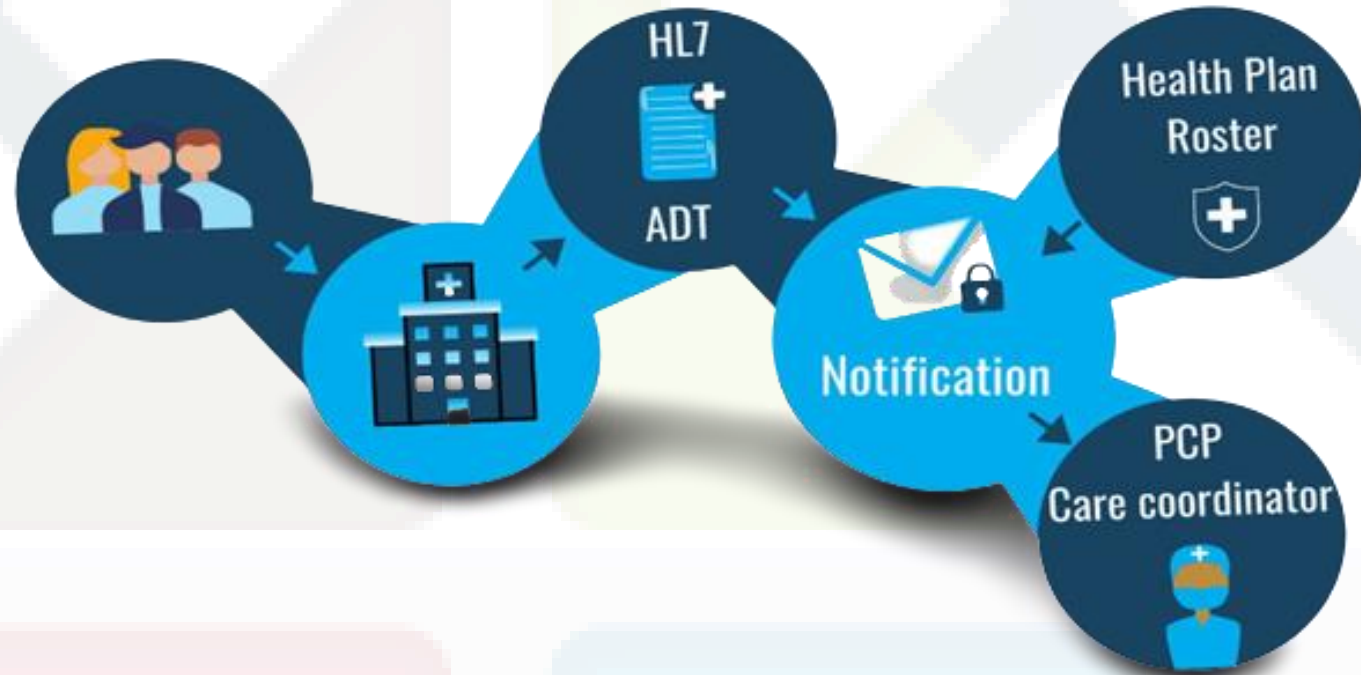 HL7
ADT
Health Plan
Roster
Notification
PCP
Care coordinator